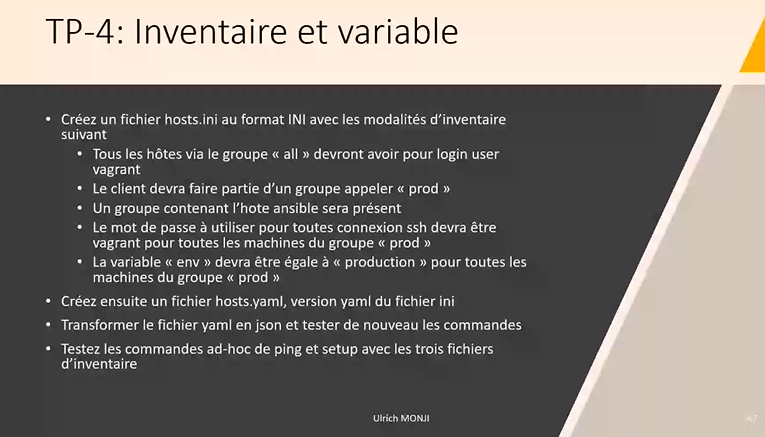 TP-4: Inventaire et variable
• Créez un fichier hosts.ini au format INI avec les modalités d’inventaire
suivant
• Tous les hôtes via le groupe « all » devront avoir pour login user
vagrant
• Le client devra faire partie d’un groupe appeler « prod »
• Un groupe contenant l’hote ansible sera présent
• Le mot de passe à utiliser pour toutes connexion ssh devra être
vagrant pour toutes les machines du groupe « prod »
• La variable « env » devra être égale à « production » pour toutes les
machines du groupe « prod »
• Créez ensuite un fichier hosts.yaml, version yaml du fichier ini
• Transformer le fichier yaml en json et tester de nouveau les commandes
• Testez les commandes ad-hoc de ping et setup avec les trois fichiers
d’inventaire
Ulrich MONJI